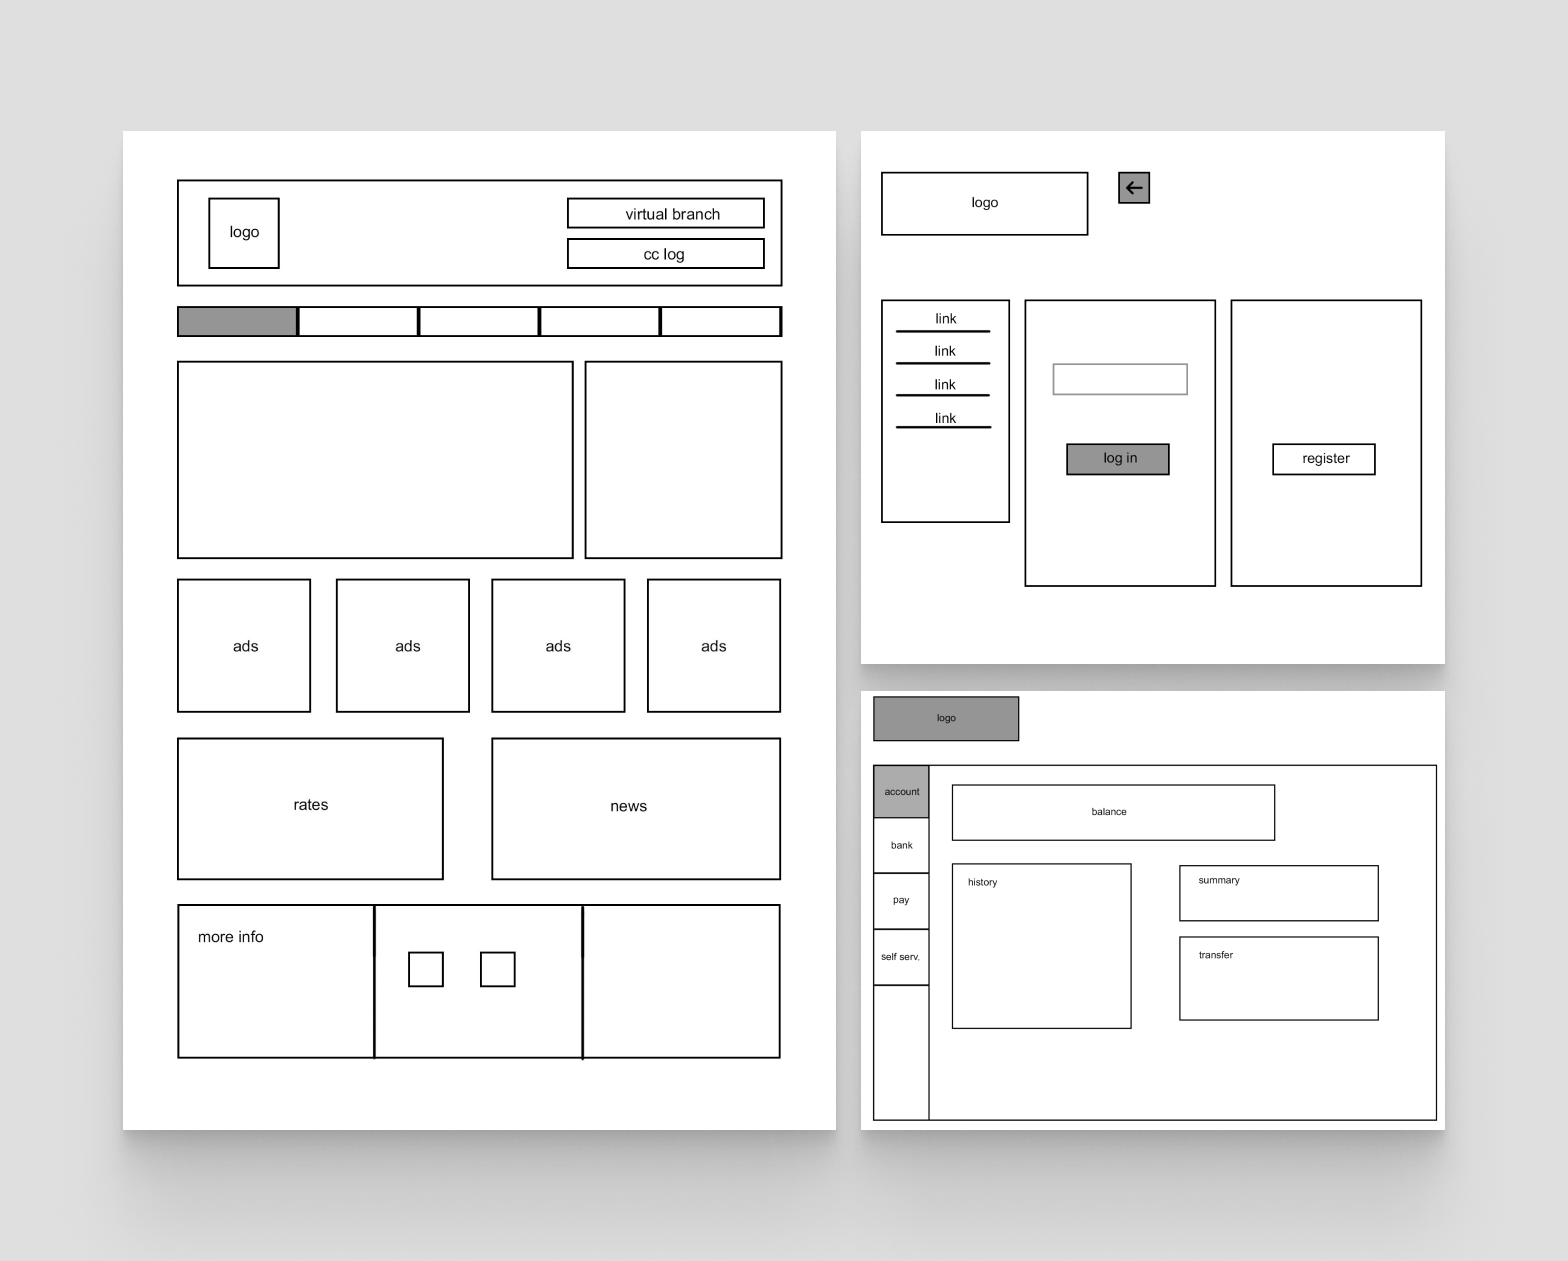 logo
virtual branch
cc log
ads
ads
ads
ads
rates
news
more info
logo
link
link
link
link
log in
register
logo
account
bank
pay
self serv,
balance
history
summary
transfer